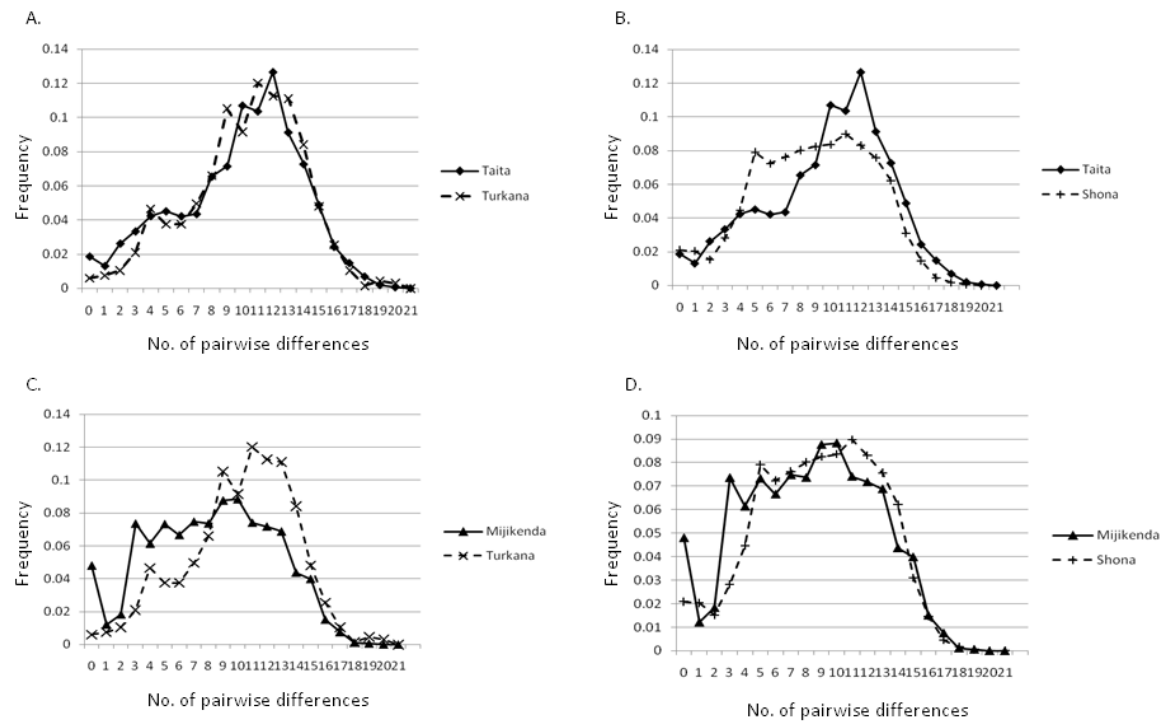 A.
0.14
0.12
0.1
0.08
0.06
0.04
0.02
0
Frequency
0 1 2 3 4 5 6 7 8 9 10 11 12 13 14 15 16 17 18 19 20 21
No. of pairwise differences
Taita
Turkana
B.
0.14
0.12
0.1
0.08
0.06
0.04
0.02
0
Frequency
0 1 2 3 4 5 6 7 8 9 10 11 12 13 14 15 16 17 18 19 20 21
No. of pairwise differences
Taita
Shona
C.
0.14
0.12
0.1
0.08
0.06
0.04
0.02
0
Frequency
0 1 2 3 4 5 6 7 8 9 10 11 12 13 14 15 16 17 18 19 20 21
No. of pairwise differences
Mijikenda
Turkana
D.
0.1
0.09
0.08
0.07
0.06
0.05
0.04
0.03
0.02
0.01
0
Frequency
0 1 2 3 4 5 6 7 8 9 10 11 12 13 14 15 16 17 18 19 20 21
No. of pairwise differences
Mijikenda
Shona